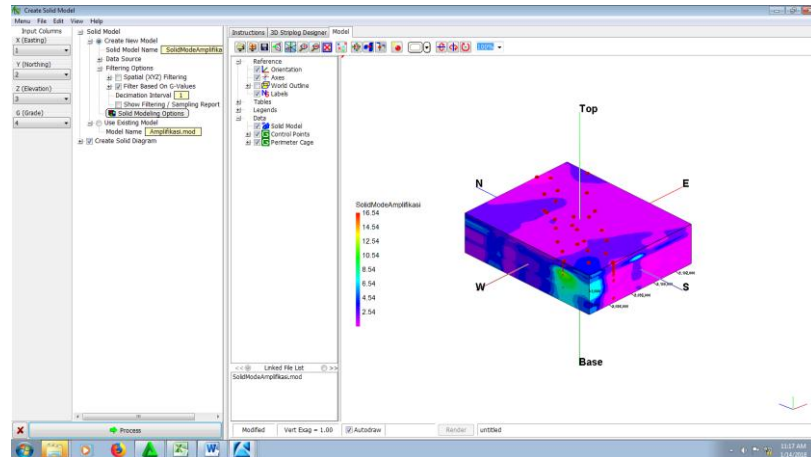 Create Solid Model
Menu File Edit View Help
Input Columns
X (Easting)
1
Y (Northing)
2
Z (Elevation)
3
G (Grade)
4
Solid Model
Create New Model
Solid Model Name SolidModeAmplifika
Data Source
Filtering Options
Spatial (XYZ) Filtering
Filter Based On G-Values
Decimation Interval 1
Show Filtering / Sampling Report
Solid Modeling Options
Use Existing Model
Model Name Amplifikasi.mod
Create Solid Diagram
Process
Instructions 3D Striplog Designer Model
100%
Reference
Orientation
Axes
World Outline
Labels
Tables
Legends
Data
Solid Model
Control Points
Perimeter Cage
<< Linked File List >>
SolidModeAmplifikasi.mod
Modified Vert Exag = 1.00 Autodraw Render untitled
SolidModeAmplifikasi
16.54
14.54
12.54
10.54
8.54
6.54
4.54
2.54
Top
N
E
W
S
Base
11:17 AM